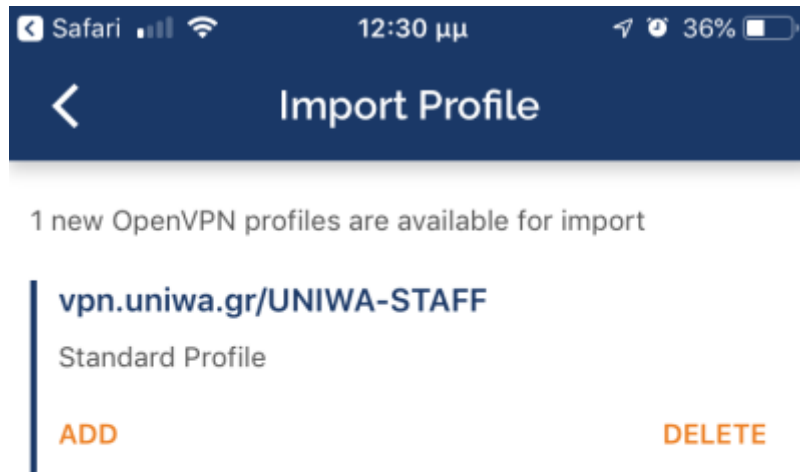 Safari 12:30 μμ 36%
Import Profile
1 new OpenVPN profiles are available for import
vpn.uniwa.gr/UNIWA-STAFF
Standard Profile
ADD DELETE